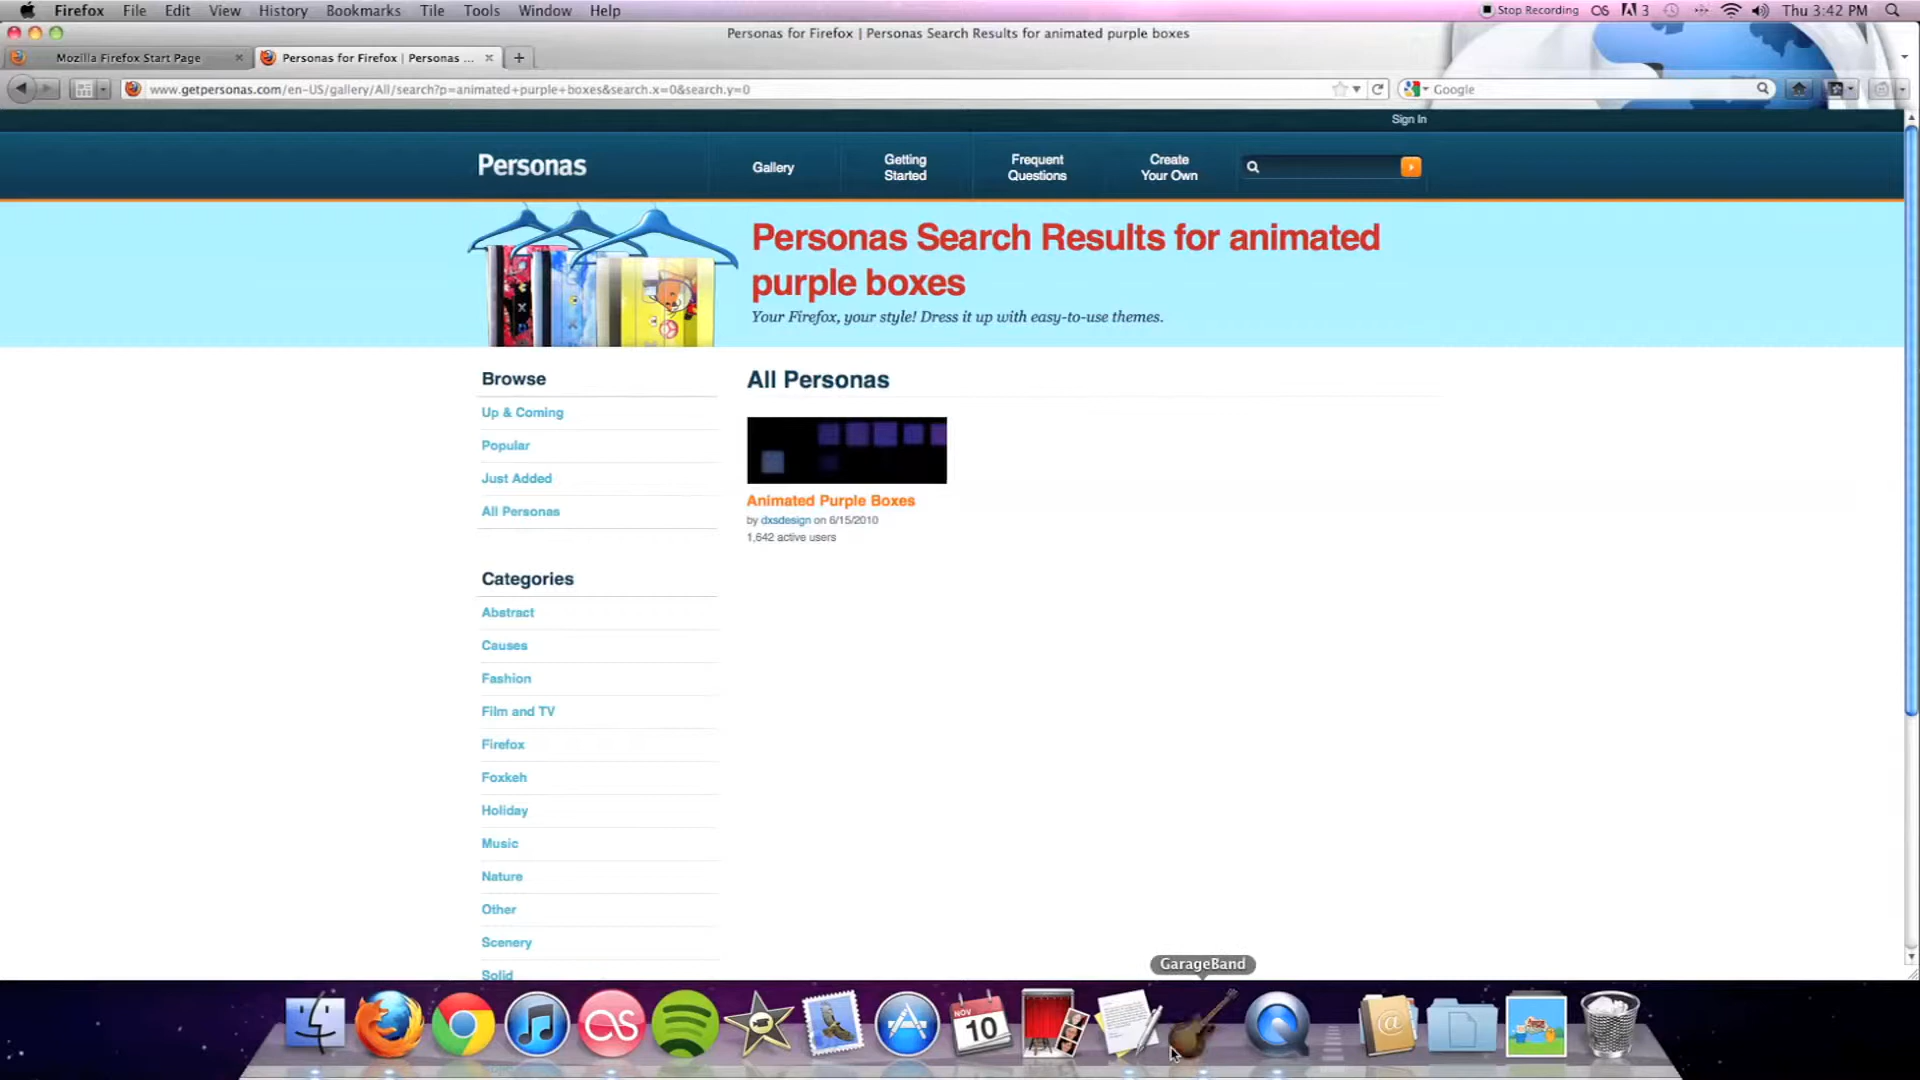 Firefox File Edit View History Bookmarks Tile Tools Window Help
Stop Recording 3 Thu 3:42 PM
Personas for Firefox | Personas Search Results for animated purple boxes
Mozilla Firefox Start Page
Personas for Firefox | Personas ...
www.getpersonas.com/en-US/gallery/All/search?p=animated+purple+boxes&search.x=0&search.y=0
Google
Sign In
Personas
Gallery
Getting
Started
Frequent
Questions
Create
Your Own
Personas Search Results for animated
purple boxes
Your Firefox, your style! Dress it up with easy-to-use themes.
Browse
Up & Coming
Popular
Just Added
All Personas
Categories
Abstract
Causes
Fashion
Film and TV
Firefox
Foxkeh
Holiday
Music
Nature
Other
Scenery
Solid
All Personas
Animated Purple Boxes
by dxsdesign on 6/15/2010
1,642 active users
GarageBand
NOV
10